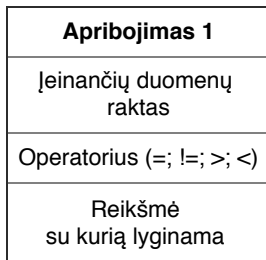 Apribojimas 1
Įeinančių duomenų
raktas
Operatorius (=; !=; >; <)
Reikšmė
su kurią lyginama